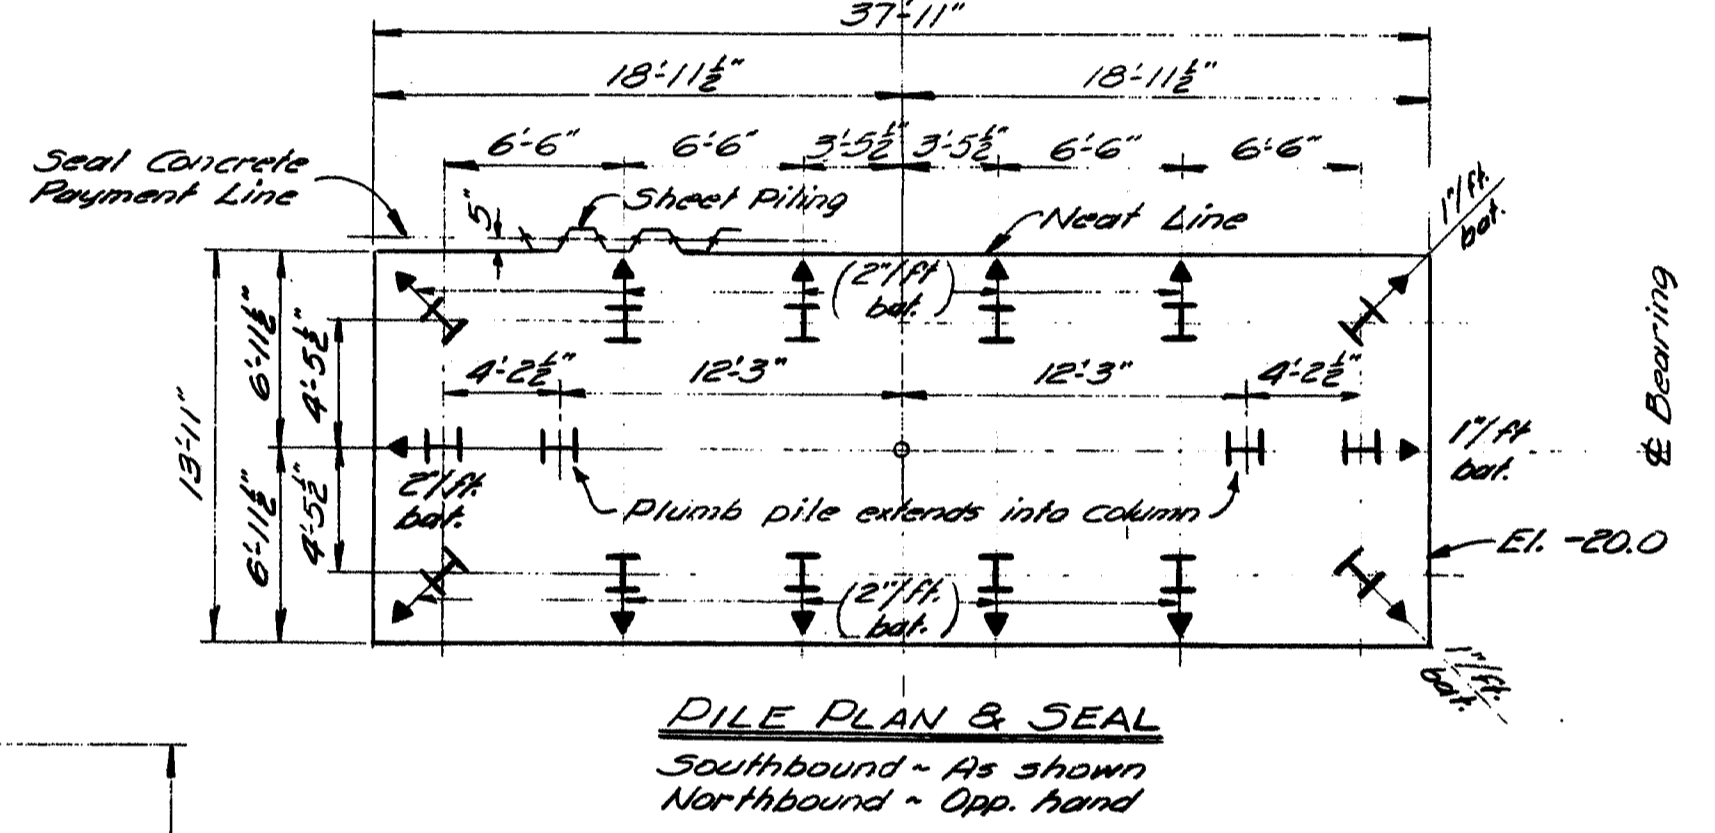 37'-11"
18'-11½" 18'-11½"
6'-6" 6'-6" 3'-5½" 3'-5½" 6'-6" 6'-6"
Seal Concrete
Payment Line
5"
Sheet Piling
Neat Line
1"/ft.
bat.
(2"/ft
bat.)
13'-11"
6'-11½"
6'-11½"
4'-5½"
4'-5½"
4'-2½" 12'-3" 12'-3" 4'-2½"
2"/ft.
bat.
1"/ft
bat.
℄ Bearing
Plumb pile extends into column
El. -20.0
(2"/ft.
bat.)
1"/ft.
bat.
PILE PLAN & SEAL
Southbound ~ As shown
Northbound ~ Opp. hand